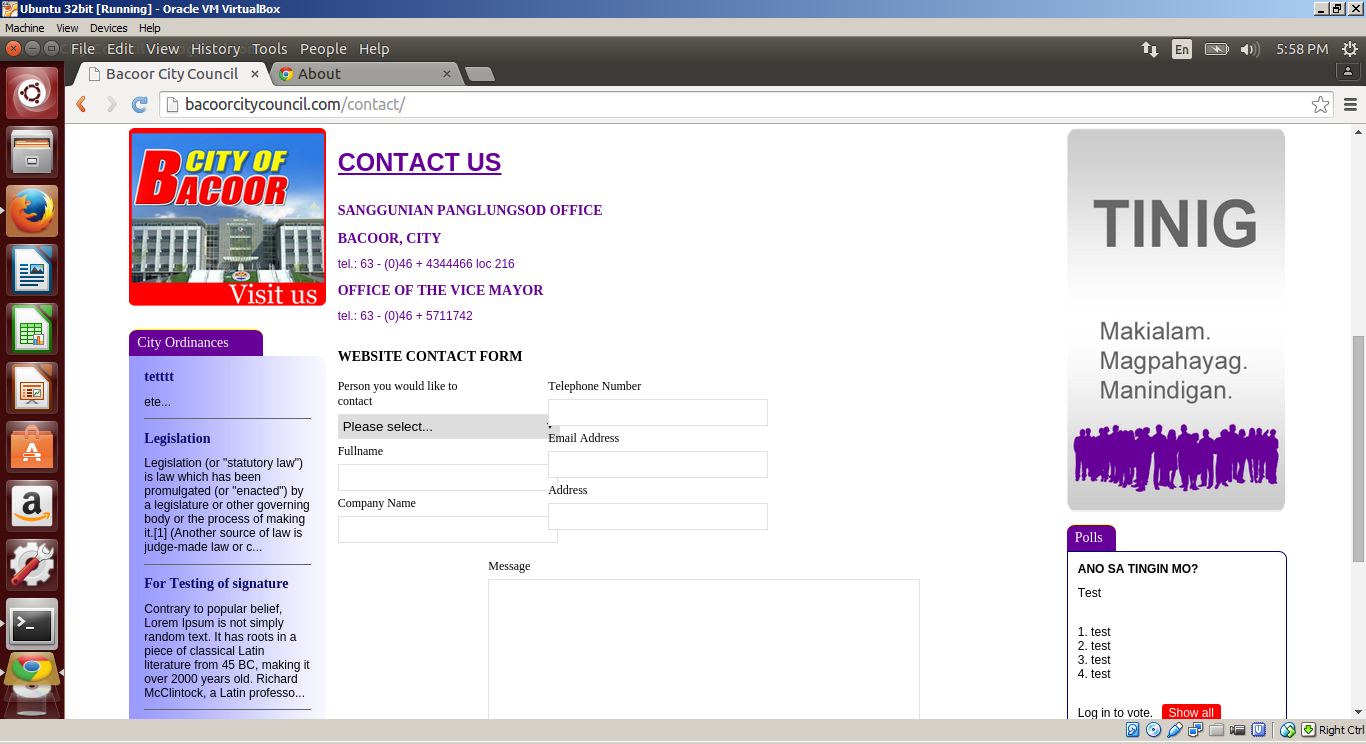 Ubuntu 32bit [Running] - Oracle VM VirtualBox
Machine View Devices Help
File Edit View History Tools People Help
En
5:58 PM
Bacoor City Council
About
bacoorcitycouncil.com/contact/
CITY OF
BACOOR
Visit us
City Ordinances
tetttt
ete...
Legislation
Legislation (or "statutory law")
is law which has been
promulgated (or "enacted") by
a legislature or other governing
body or the process of making
it.[1] (Another source of law is
judge-made law or c...
For Testing of signature
Contrary to popular belief,
Lorem Ipsum is not simply
random text. It has roots in a
piece of classical Latin
literature from 45 BC, making it
over 2000 years old. Richard
McClintock, a Latin professo...
CONTACT US
SANGGUNIAN PANGLUNGSOD OFFICE
BACOOR, CITY
tel.: 63 - (0)46 + 4344466 loc 216
OFFICE OF THE VICE MAYOR
tel.: 63 - (0)46 + 5711742
WEBSITE CONTACT FORM
Person you would like to
contact
Please select...
Fullname
Company Name
Telephone Number
Email Address
Address
Message
TINIG
Makialam.
Magpahayag.
Manindigan.
Polls
ANO SA TINGIN MO?
Test
1. test
2. test
3. test
4. test
Log in to vote. Show all
Right Ctrl